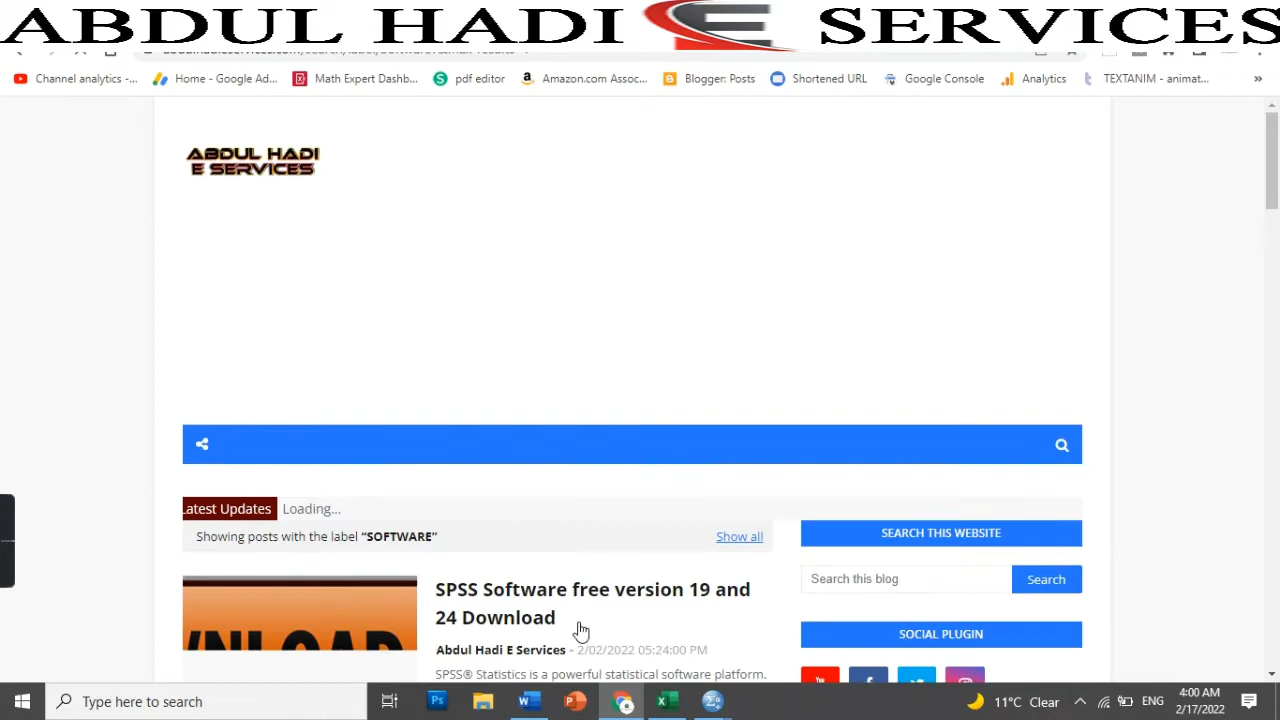 ABDUL HADI E SERVICES
Channel analytics -...
Home - Google Ad...
Math Expert Dashb...
pdf editor
Amazon.com Assoc...
Blogger: Posts
Shortened URL
Google Console
Analytics
TEXTANIM - animat...
»
ABDUL HADI
E SERVICES
Latest Updates
Loading...
Showing posts with the label “SOFTWARE”
Show all
SEARCH THIS WEBSITE
Search this blog
Search
SPSS Software free version 19 and
24 Download
Abdul Hadi E Services - 2/02/2022 05:24:00 PM
SPSS® Statistics is a powerful statistical software platform.
SOCIAL PLUGIN
Type here to search
Ps
11°C Clear
ENG
4:00 AM
2/17/2022